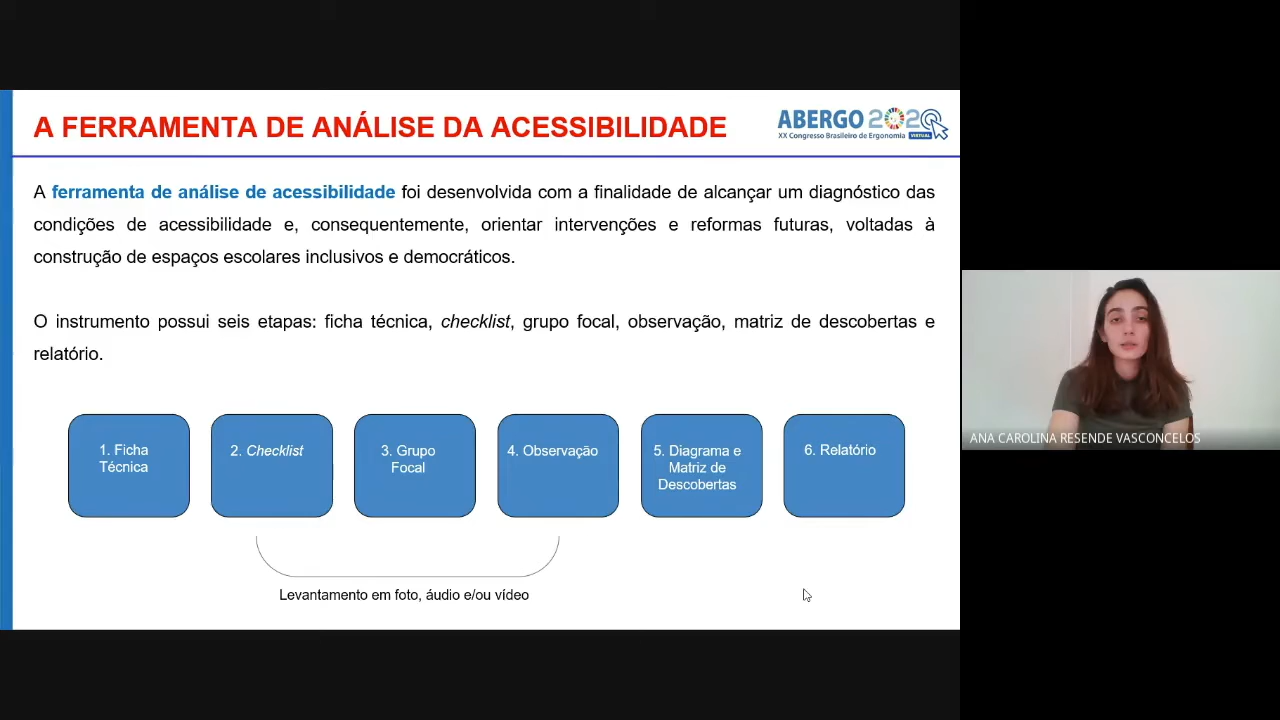 A FERRAMENTA DE ANÁLISE DA ACESSIBILIDADE
ABERGO 2020
XX Congresso Brasileiro de Ergonomia VIRTUAL
A ferramenta de análise de acessibilidade foi desenvolvida com a finalidade de alcançar um diagnóstico das
condições de acessibilidade e, consequentemente, orientar intervenções e reformas futuras, voltadas à
construção de espaços escolares inclusivos e democráticos.
O instrumento possui seis etapas: ficha técnica, checklist, grupo focal, observação, matriz de descobertas e
relatório.
1. Ficha
Técnica
2. Checklist
3. Grupo
Focal
4. Observação
5. Diagrama e
Matriz de
Descobertas
6. Relatório
Levantamento em foto, áudio e/ou vídeo
ANA CAROLINA RESENDE VASCONCELOS